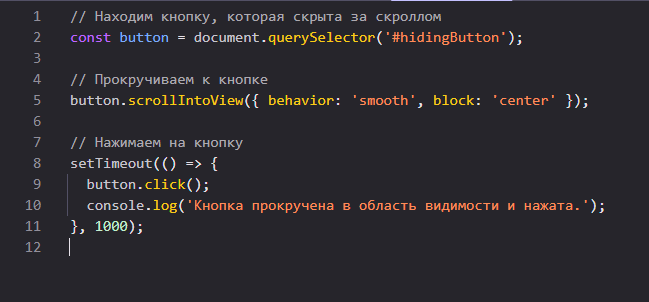 1 // Находим кнопку, которая скрыта за скроллом
2 const button = document.querySelector('#hidingButton');
3
4 // Прокручиваем к кнопке
5 button.scrollIntoView({ behavior: 'smooth', block: 'center' });
6
7 // Нажимаем на кнопку
8 setTimeout(() => {
9 button.click();
10 console.log('Кнопка прокручена в область видимости и нажата.');
11 }, 1000);
12